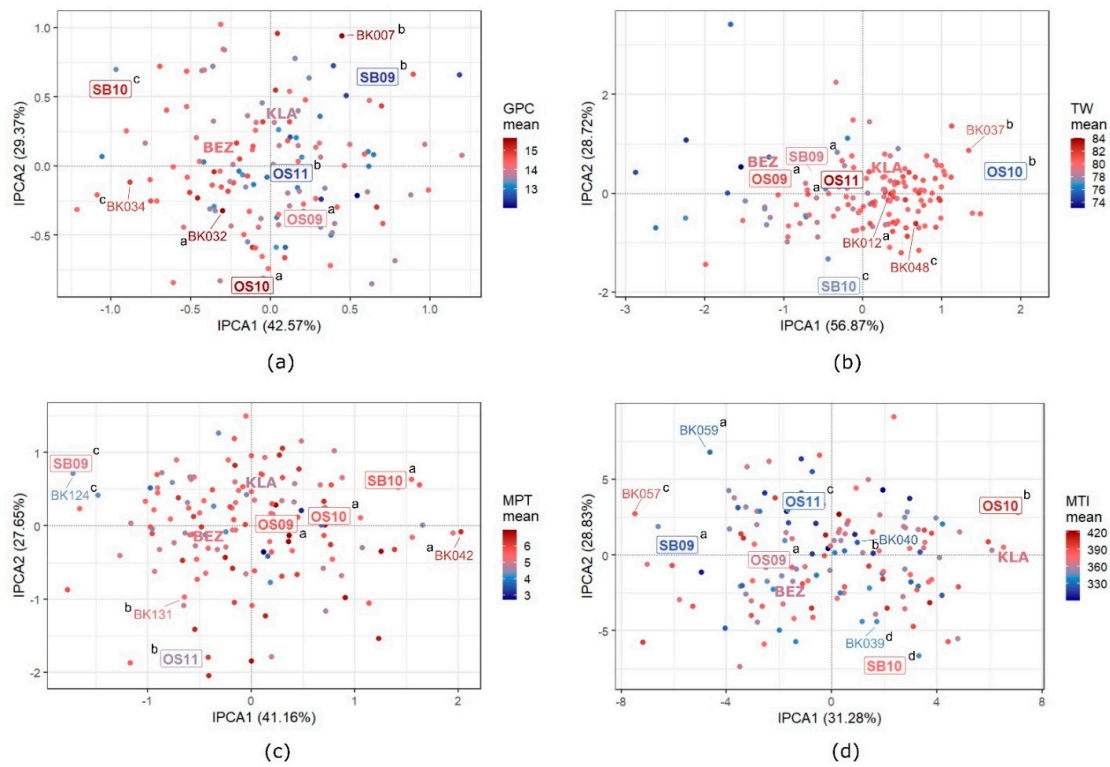 1.0
0.5
0.0
-0.5
-1.0
-0.5
0.0
0.5
1.0
IPCA2 (29.37%)
IPCA1 (42.57%)
BK007 b
SB09 b
SB10 c
KLA
BEZ
OS11 b
c BK034
BK032 a
OS09 a
OS10 a
GPC
mean
15
14
13
(a)
2
0
-2
-3
-2
-1
0
1
2
IPCA2 (28.72%)
IPCA1 (56.87%)
BK037 b
SB09 a
BEZ
KLA
OS09 a
OS11 a
OS10 b
BK012 a
BK048 c
SB10 c
TW
mean
84
82
80
78
76
74
(b)
1
0
-1
-2
-1
0
1
2
IPCA2 (27.65%)
IPCA1 (41.16%)
SB09 c
BK124 c
KLA
SB10 a
OS09 a
OS10 a
BEZ
BK042 a
b BK131
b OS11
MPT
mean
6
5
4
3
(c)
5
0
-5
-8
-4
0
4
8
IPCA2 (28.83%)
IPCA1 (31.28%)
BK059 a
BK057 c
OS11 c
OS10 b
SB09 a
BK040 b
OS09 a
KLA
BEZ
BK039 d
SB10 d
MTI
mean
420
390
360
330
(d)